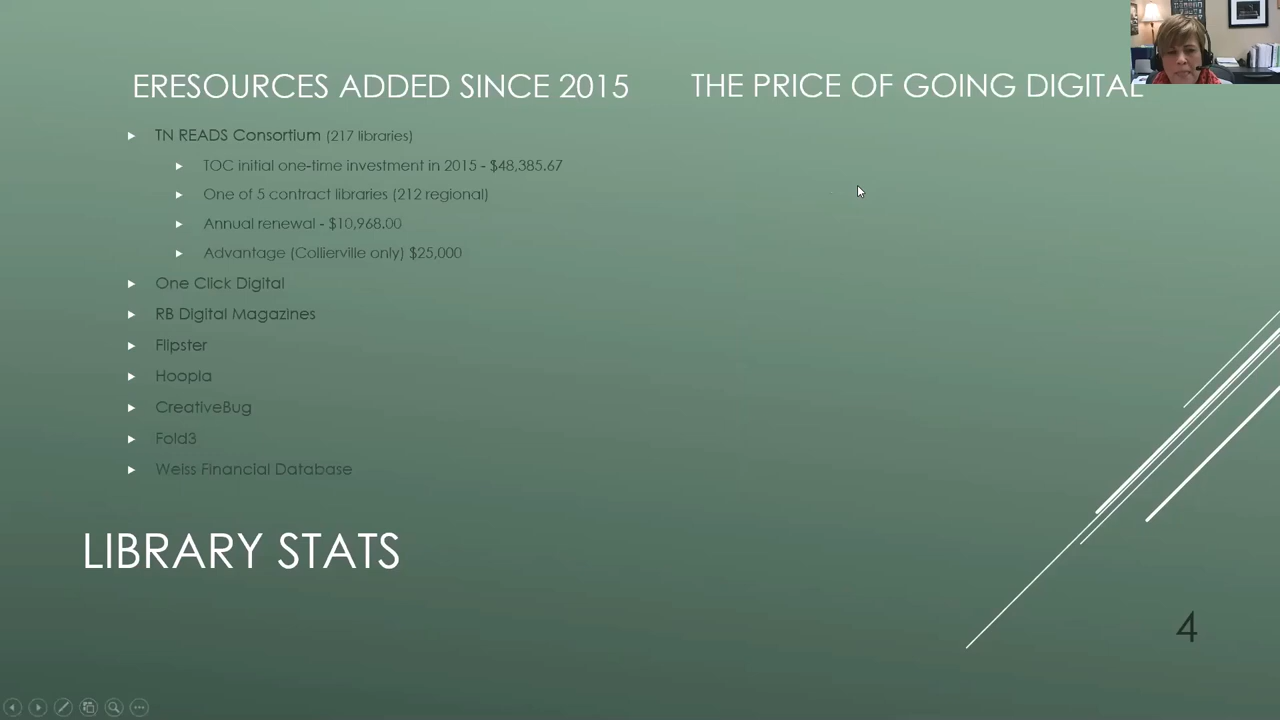 ERESOURCES ADDED SINCE 2015
TN READS Consortium (217 libraries)
TOC initial one-time investment in 2015 - $48,385.67
One of 5 contract libraries (212 regional)
Annual renewal - $10,968.00
Advantage (Collierville only) $25,000
One Click Digital
RB Digital Magazines
Flipster
Hoopla
CreativeBug
Fold3
Weiss Financial Database
THE PRICE OF GOING DIGITAL
LIBRARY STATS
4